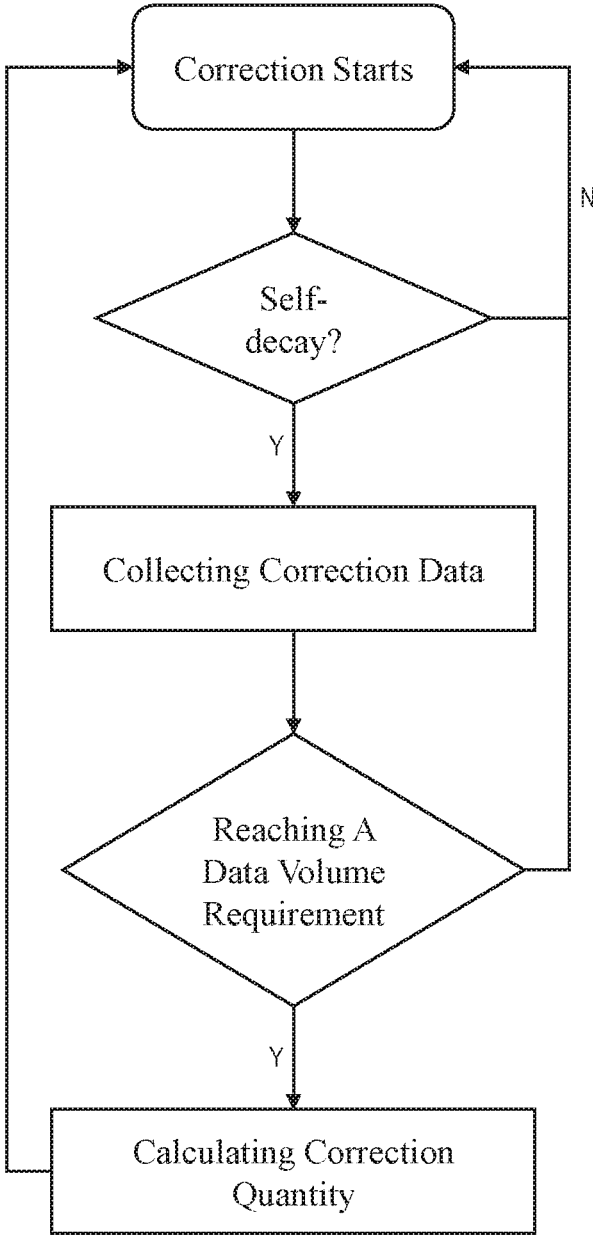 Correction Starts
N
Self-
decay?
Y
Collecting Correction Data
Reaching A
Data Volume
Requirement
Y
Calculating Correction
Quantity